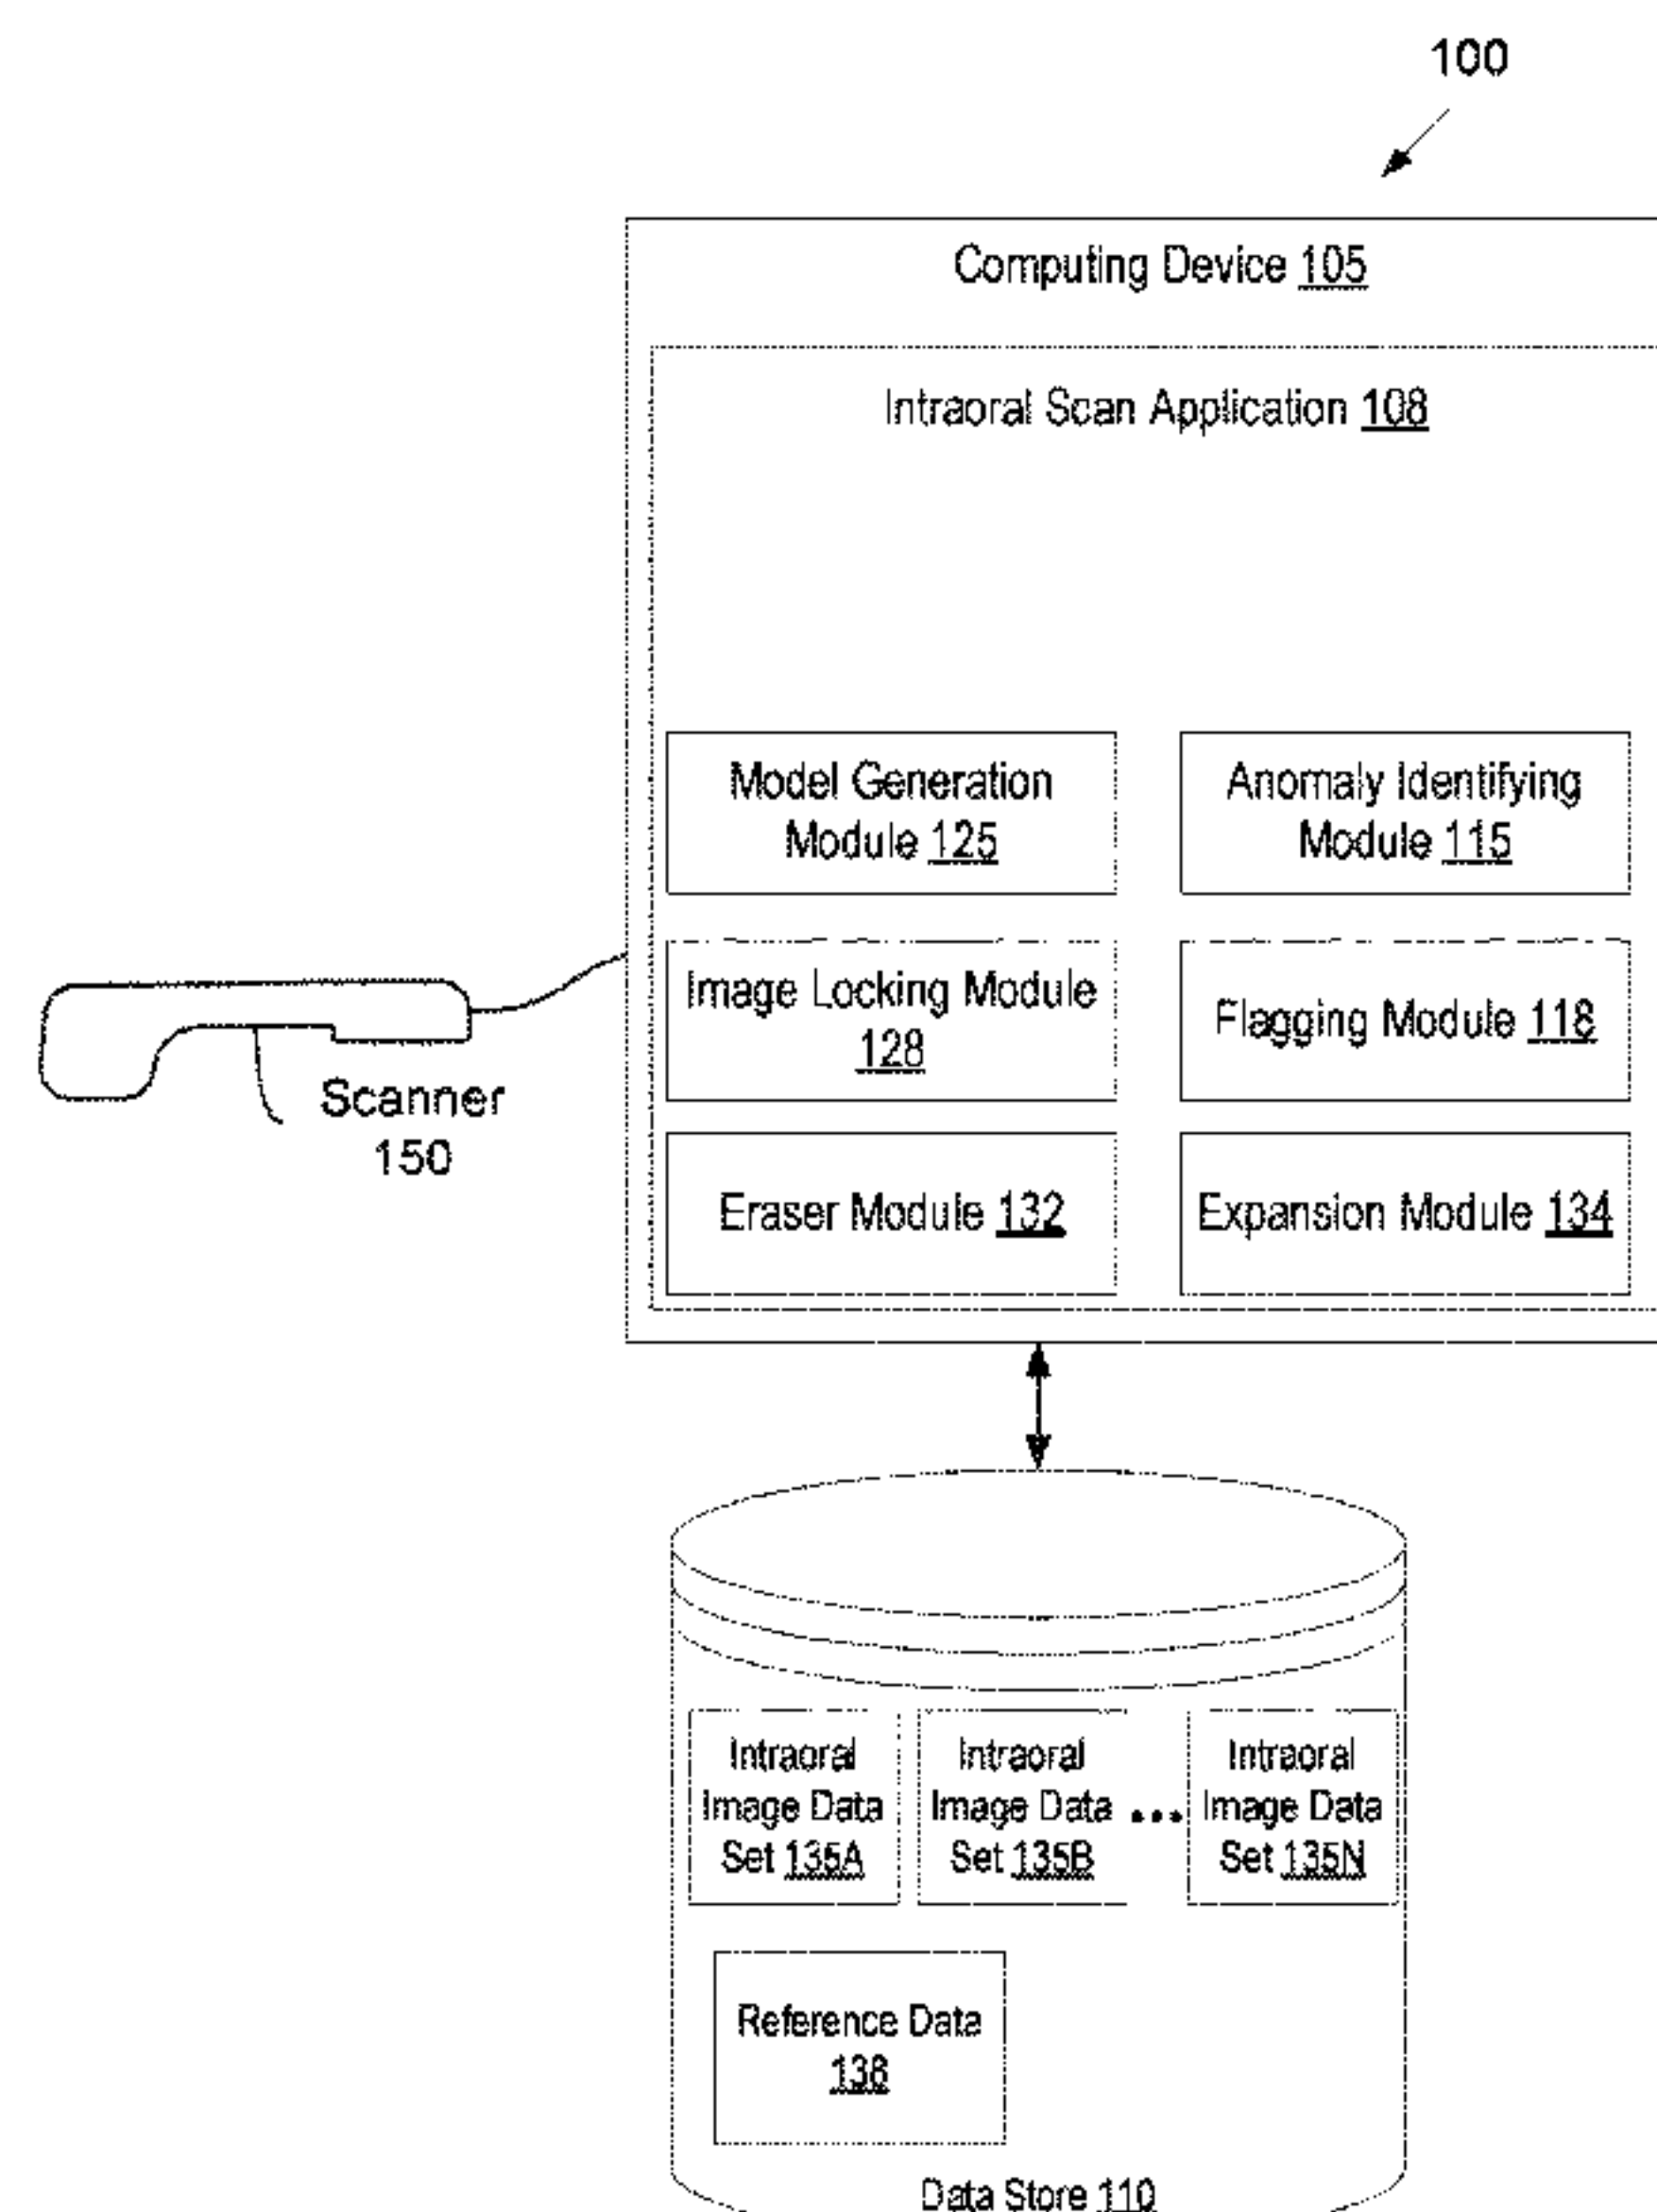 100
Computing Device 105
Intraoral Scan Application 108
Model Generation
Module 125
Anomaly Identifying
Module 115
Image Locking Module
128
Flagging Module 118
Scanner
150
Eraser Module 132
Expansion Module 134
Intraoral
Image Data
Set 135A
Intraoral
Image Data
Set 135B
...
Intraoral
Image Data
Set 135N
Reference Data
138
Data Store 110